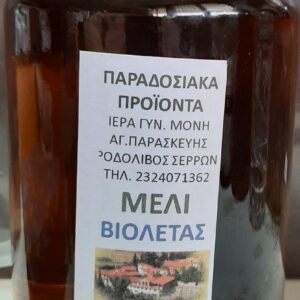 ΠΑΡΑΔΟΣΙΑΚΑ
ΠΡΟΪΟΝΤΑ
ΙΕΡΑ ΓΥΝ. ΜΟΝΗ
ΑΓ.ΠΑΡΑΣΚΕΥΗΣ
ΡΟΔΟΛΙΒΟΣ ΣΕΡΡΩΝ
ΤΗΛ. 2324071362
ΜΕΛΙ
ΒΙΟΛΕΤΑΣ